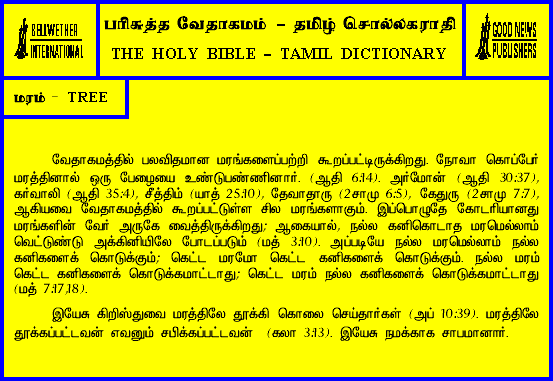 BELLWETHER
INTERNATIONAL
பரிசுத்த வேதாகமம் - தமிழ் சொல்லகராதி
THE HOLY BIBLE - TAMIL DICTIONARY
GOOD NEWS
PUBLISHERS
மரம் - TREE
வேதாகமத்தில் பலவிதமான மரங்களைப்பற்றி கூறப்பட்டிருக்கிறது. நோவா கொப்பேர்
மரத்தினால் ஒரு பேழையை உண்டுபண்ணினார். (ஆதி 6:14). அர்மோன் (ஆதி 30:37),
கர்வாலி (ஆதி 35:4), சீத்திம் (யாத் 25:10), தேவாதாரு (2சாமு 6:5), கேதுரு (2சாமு 7:7),
ஆகியவை வேதாகமத்தில் கூறப்பட்டுள்ள சில மரங்களாகும். இப்பொழுதே கோடரியானது
மரங்களின் வேர் அருகே வைத்திருக்கிறது; ஆகையால், நல்ல கனிகொடாத மரமெல்லாம்
வெட்டுண்டு அக்கினியிலே போடப்படும் (மத் 3:10). அப்படியே நல்ல மரமெல்லாம் நல்ல
கனிகளைக் கொடுக்கும்; கெட்ட மரமோ கெட்ட கனிகளைக் கொடுக்கும். நல்ல மரம்
கெட்ட கனிகளைக் கொடுக்கமாட்டாது; கெட்ட மரம் நல்ல கனிகளைக் கொடுக்கமாட்டாது
(மத் 7:17,18).
இயேசு கிறிஸ்துவை மரத்திலே தூக்கி கொலை செய்தார்கள் (அப் 10:39). மரத்திலே
தூக்கப்பட்டவன் எவனும் சபிக்கப்பட்டவன் (கலா 3:13). இயேசு நமக்காக சாபமானார்.